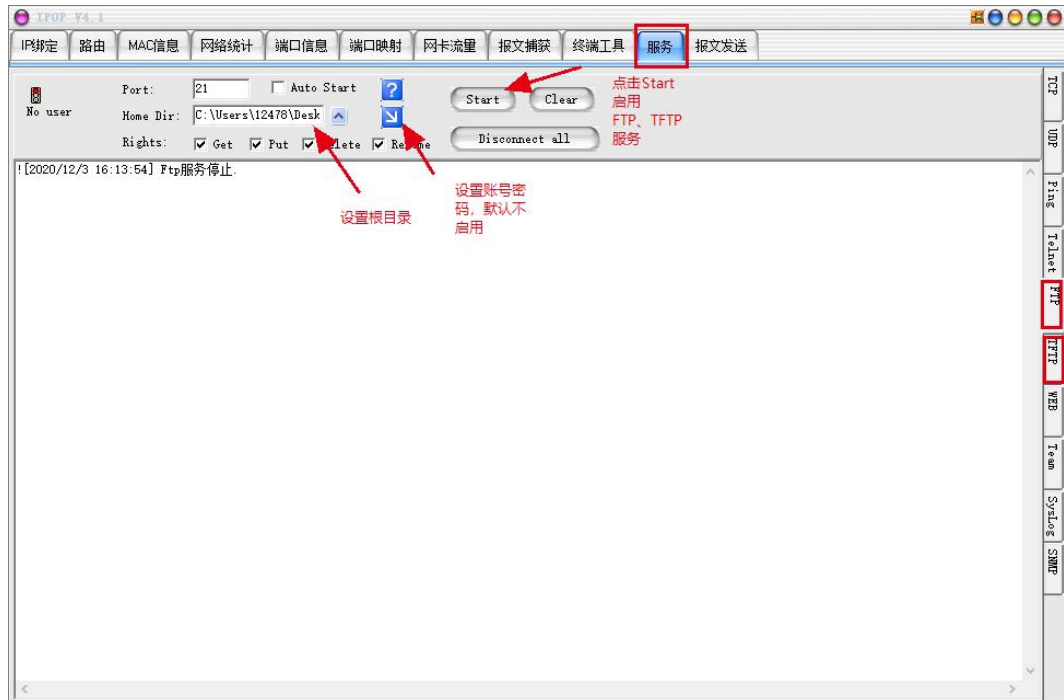 IPOP V4.1
IP绑定 路由 MAC信息 网络统计 端口信息 端口映射 网卡流量 报文捕获 终端工具 服务 报文发送
No user
Port: 21 Auto Start ?
Home Dir: C:\Users\12478\Desk
Rights: Get Put Delete Rename
Start Clear
Disconnect all
点击Start
启用
FTP、TFTP
服务
![2020/12/3 16:13:54] Ftp服务停止.
设置根目录
设置账号密
码，默认不
启用
TCP
UDP
Ping
Telnet
FTP
TFTP
WEB
Team
SysLog
SNMP